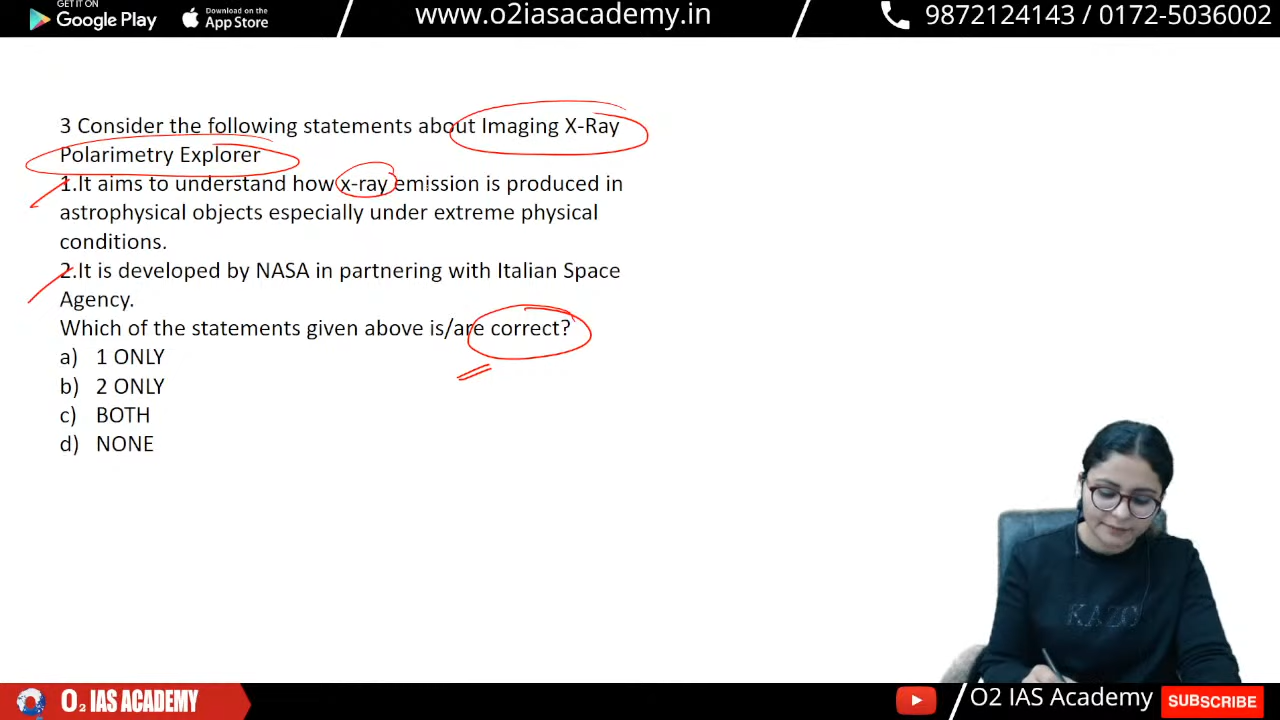 GET IT ON
Google Play
Download on the
App Store
www.o2iasacademy.in
9872124143 / 0172-5036002
3 Consider the following statements about Imaging X-Ray
Polarimetry Explorer
1.It aims to understand how x-ray emission is produced in
astrophysical objects especially under extreme physical
conditions.
2.It is developed by NASA in partnering with Italian Space
Agency.
Which of the statements given above is/are correct?
a) 1 ONLY
b) 2 ONLY
c) BOTH
d) NONE
O2 IAS ACADEMY
O2 IAS Academy
SUBSCRIBE